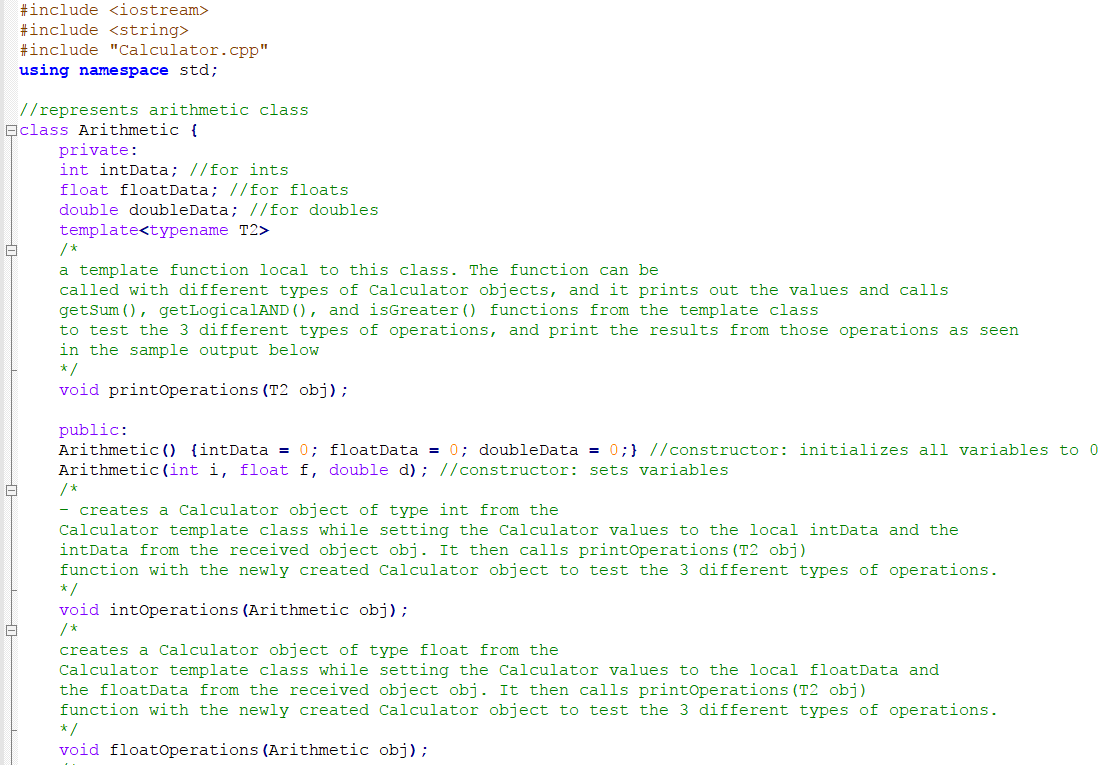 #include <iostream>
#include <string>
#include "Calculator.cpp"
using namespace std;
//represents arithmetic class
class Arithmetic {
private:
int intData; //for ints
float floatData; //for floats
double doubleData; //for doubles
template<typename T2>
/*
a template function local to this class. The function can be
called with different types of Calculator objects, and it prints out the values and calls
getSum(), getLogicalAND(), and isGreater() functions from the template class
to test the 3 different types of operations, and print the results from those operations as seen
in the sample output below
*/
void printOperations(T2 obj);
public:
Arithmetic() {intData = 0; floatData = 0; doubleData = 0;} //constructor: initializes all variables to 0
Arithmetic(int i, float f, double d); //constructor: sets variables
/*
- creates a Calculator object of type int from the
Calculator template class while setting the Calculator values to the local intData and the
intData from the received object obj. It then calls printOperations(T2 obj)
function with the newly created Calculator object to test the 3 different types of operations.
*/
void intOperations(Arithmetic obj);
/*
creates a Calculator object of type float from the
Calculator template class while setting the Calculator values to the local floatData and
the floatData from the received object obj. It then calls printOperations(T2 obj)
function with the newly created Calculator object to test the 3 different types of operations.
*/
void floatOperations(Arithmetic obj);